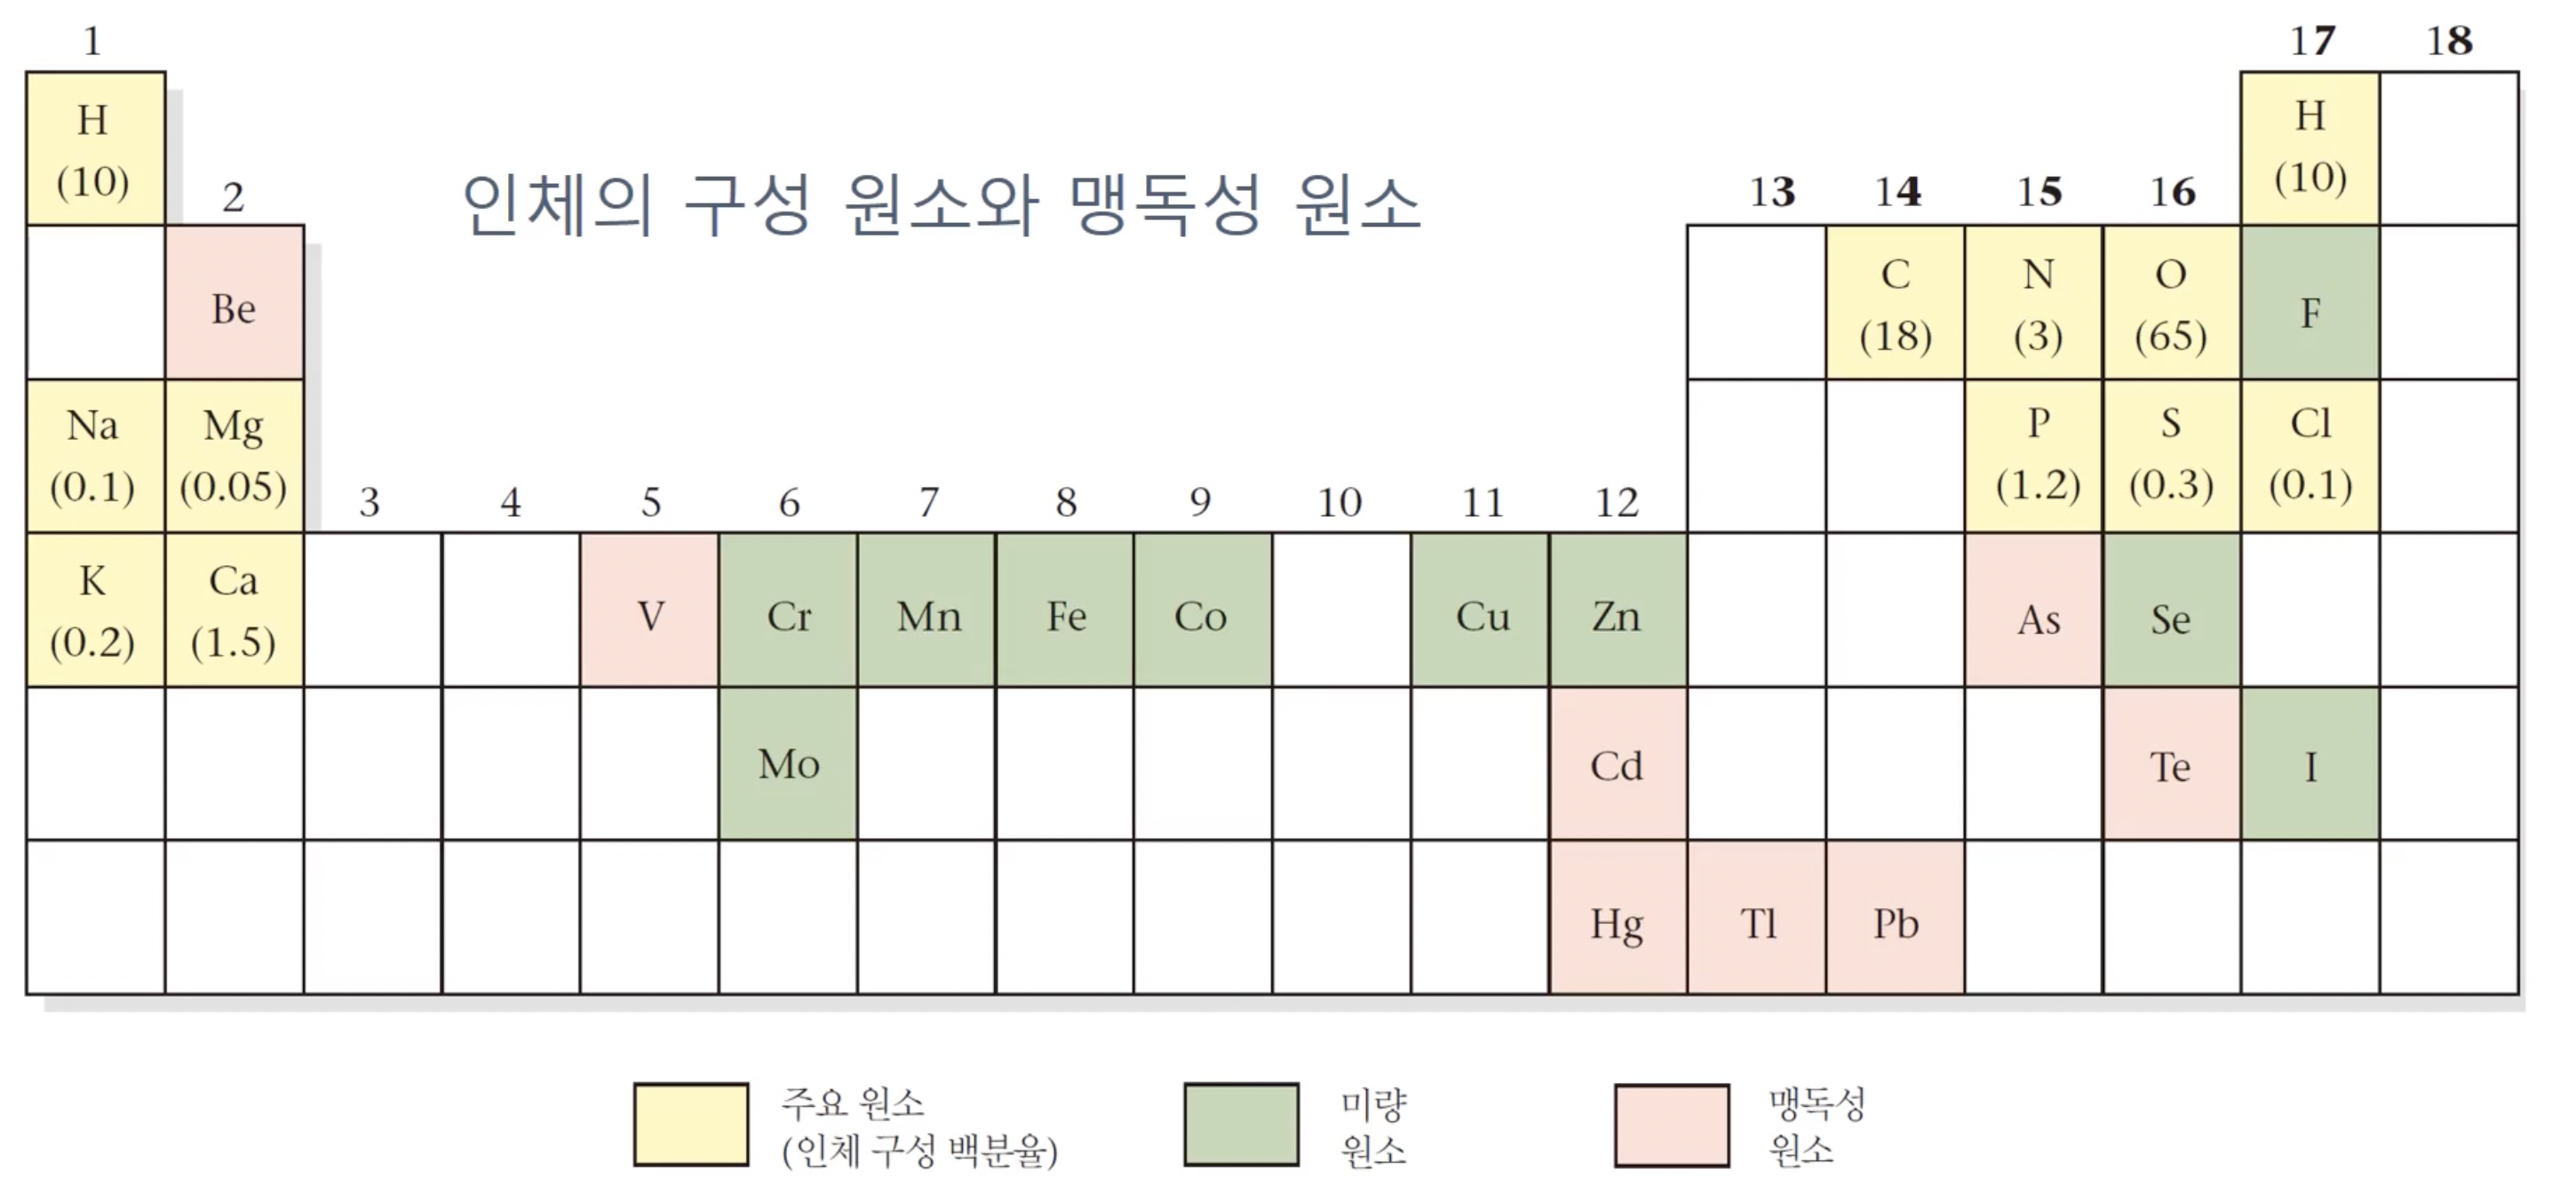 1 17 18
H H
(10) (10)
2 인체의 구성 원소와 맹독성 원소 13 14 15 16
Be C N O F
(18) (3) (65)
Na Mg P S Cl
(0.1) (0.05) (1.2) (0.3) (0.1)
3 4 5 6 7 8 9 10 11 12
K Ca V Cr Mn Fe Co Cu Zn As Se
(0.2) (1.5)
Mo Cd Te I
Hg Tl Pb
주요 원소 미량 맹독성
(인체 구성 백분율) 원소 원소